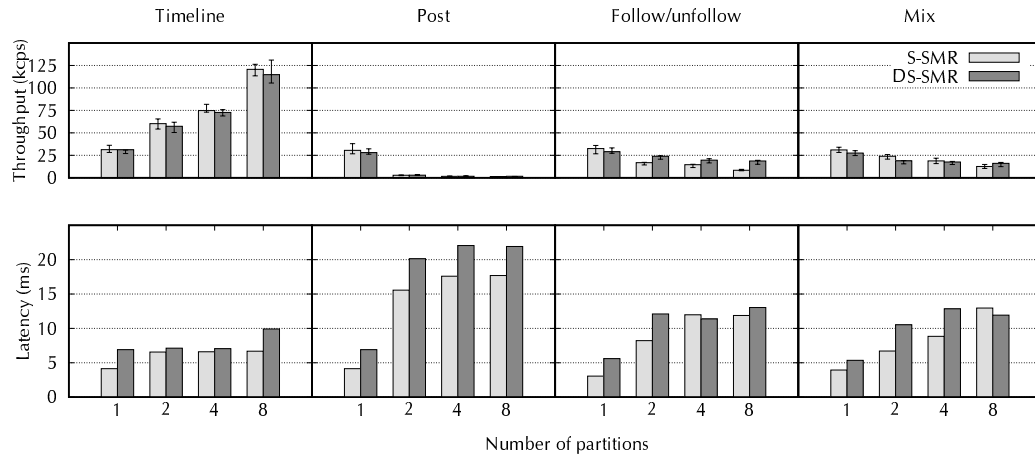 Timeline Post Follow/unfollow Mix
Throughput (kcps)
125
100
75
50
25
0
S-SMR
DS-SMR
Latency (ms)
20
15
10
5
0
1 2 4 8 1 2 4 8 1 2 4 8 1 2 4 8
Number of partitions